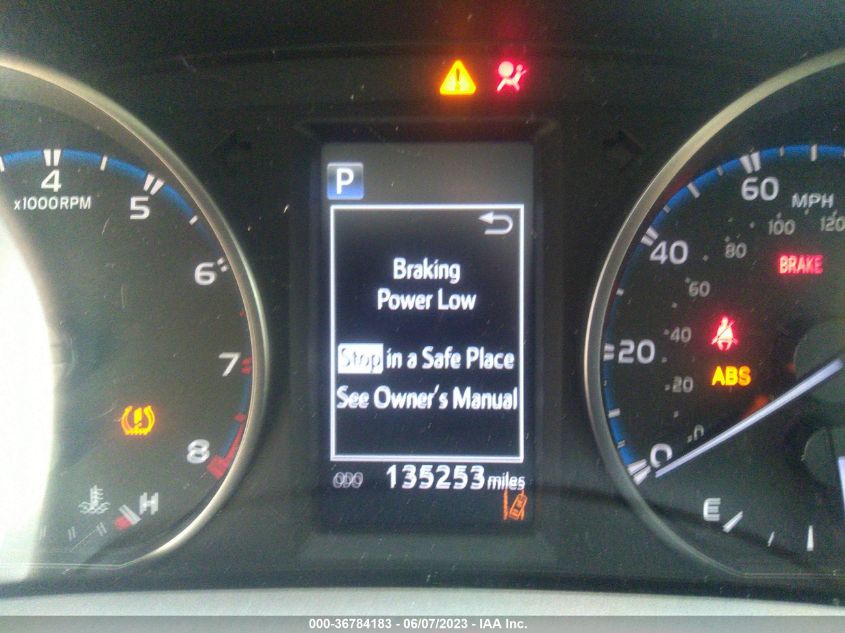 4
x1000RPM
5
6
7
8
H
P
Braking
Power Low
Stop in a Safe Place
See Owner's Manual
ODO 135253 miles
60
MPH
100
120
40
80
BRAKE
60
20
40
ABS
20
0
0
E
000-36784183 - 06/07/2023 - IAA Inc.